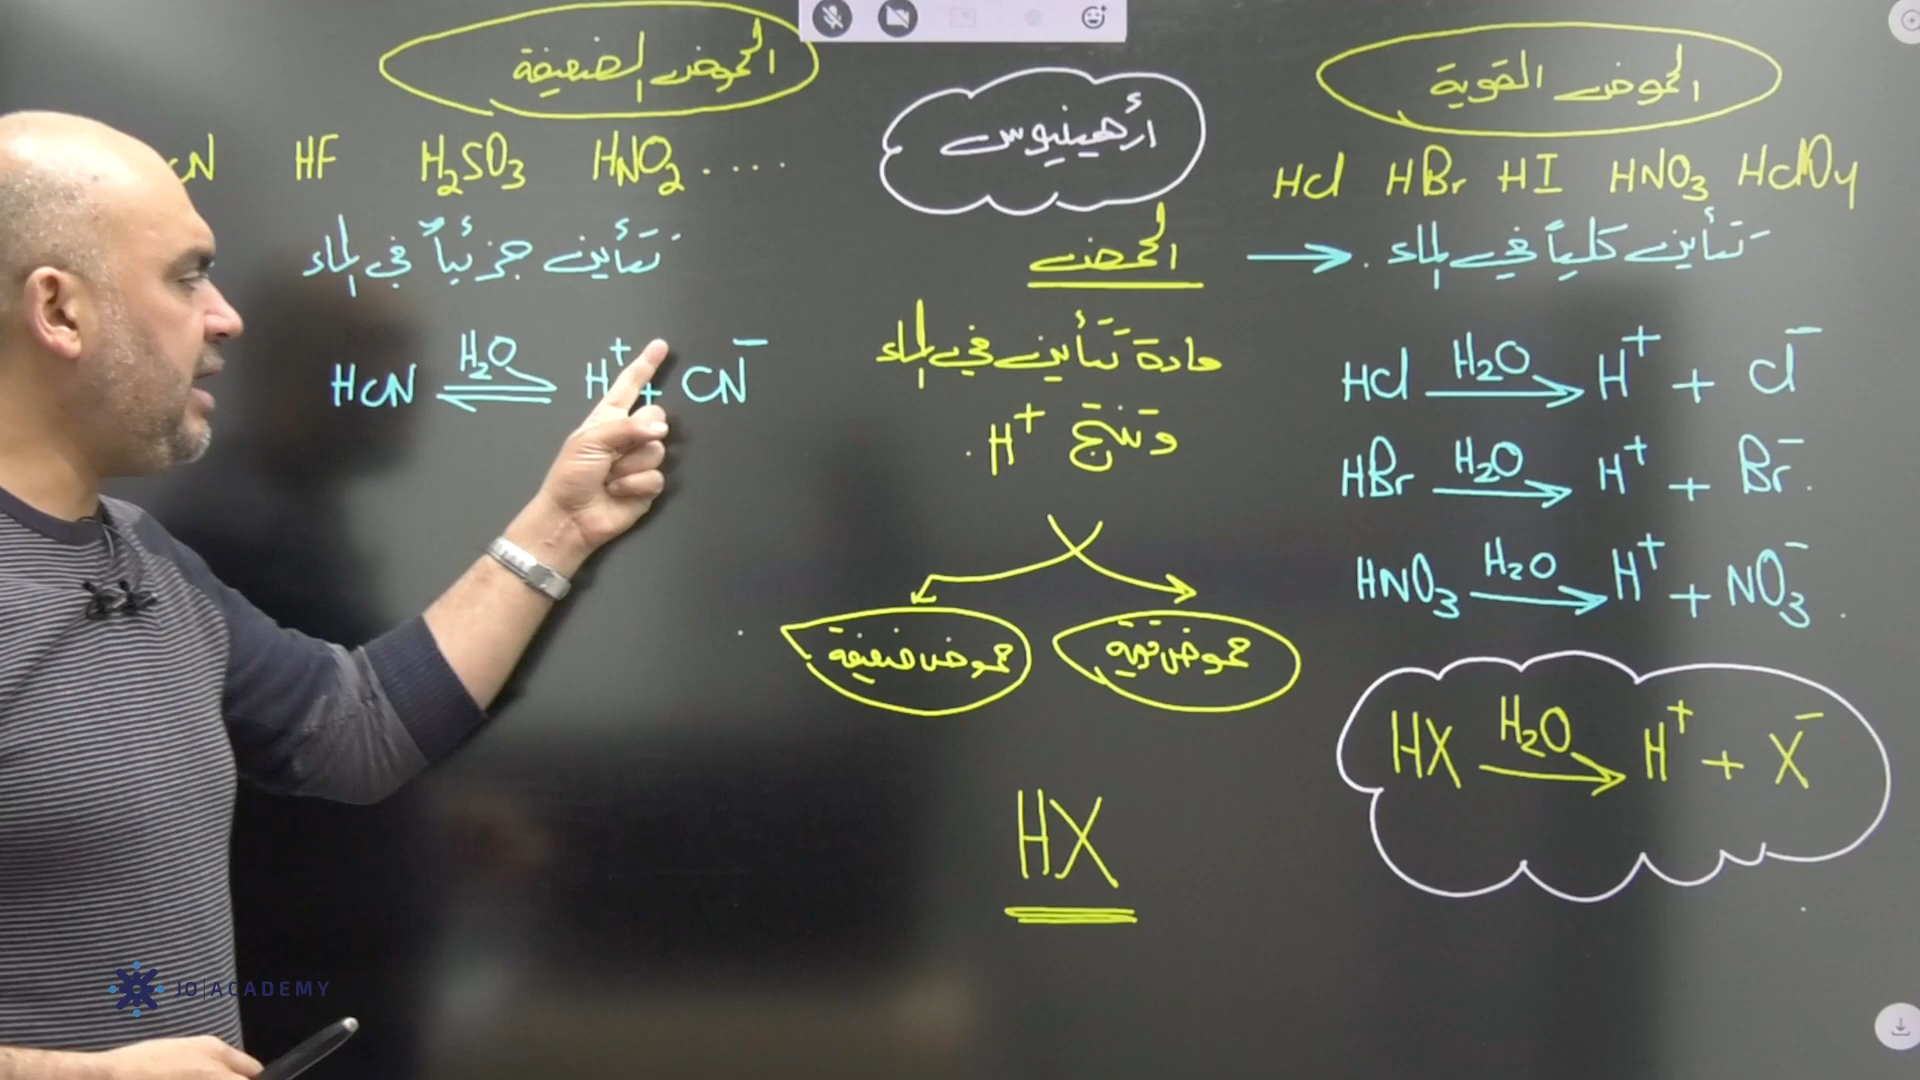 الحموض القوية
HCl HBr HI HNO3 HClO4
تتأين كلياً في الماء .
HCl H2O → H+ + Cl-
HBr H2O → H+ + Br-
HNO3 H2O → H+ + NO3-
HX H2O → H+ + X-
أرهينيوس
الحمض
مادة تتأين في الماء
وتنتج H+ .
حموض قوية
حموض ضعيفة
HX
الحموض الضعيفة
CN HF H2SO3 HNO2 ....
تتأين جزئياً في الماء
HCN H2O ⇌ H+ + CN-
JO|ACADEMY